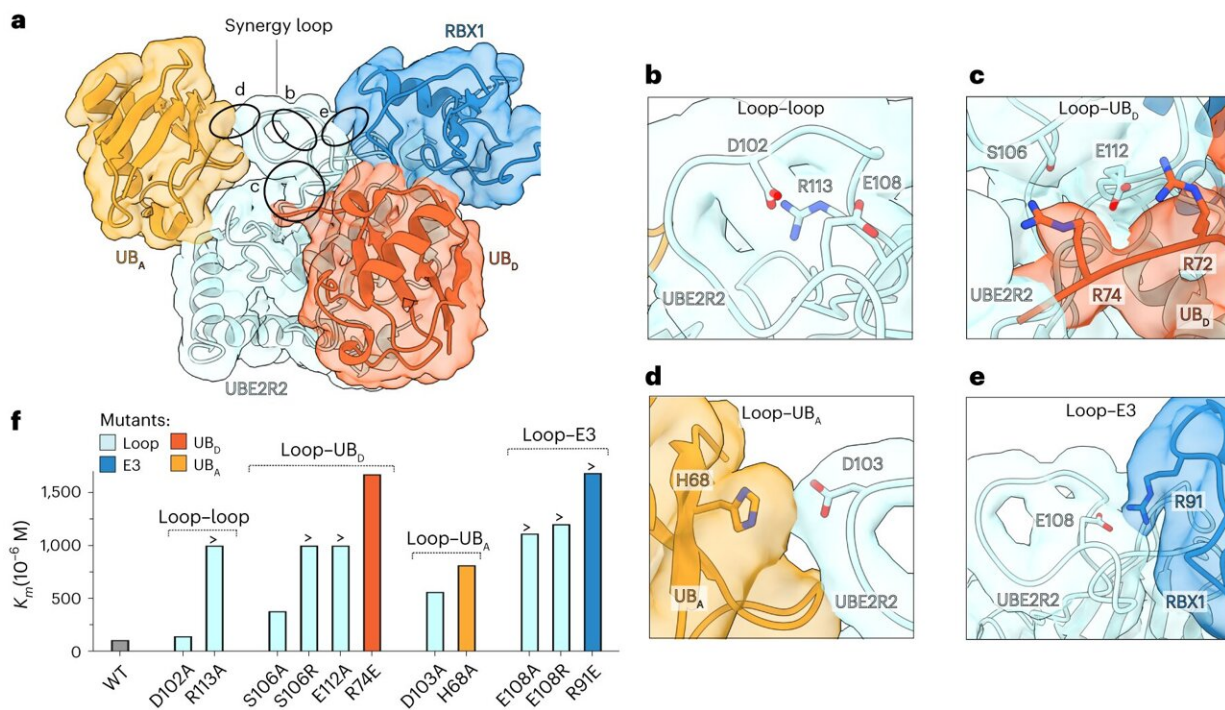 a
Synergy loop
RBX1
d
b
e
c
UB_A
UB_D
UBE2R2
b
Loop–loop
D102
R113
E108
UBE2R2
c
Loop–UB_D
S106
E112
UBE2R2
R74
R72
UB_D
d
Loop–UB_A
H68
D103
UB_A
UBE2R2
e
Loop–E3
E108
R91
UBE2R2
RBX1
f
Mutants:
Loop
UB_D
E3
UB_A
Loop–loop
Loop–UB_D
Loop–UB_A
Loop–E3
K_m(10⁻⁶ M)
1,500
1,000
500
0
>
>
>
>
>
>
WT
D102A
R113A
S106A
S106R
E112A
R74E
D103A
H68A
E108A
E108R
R91E